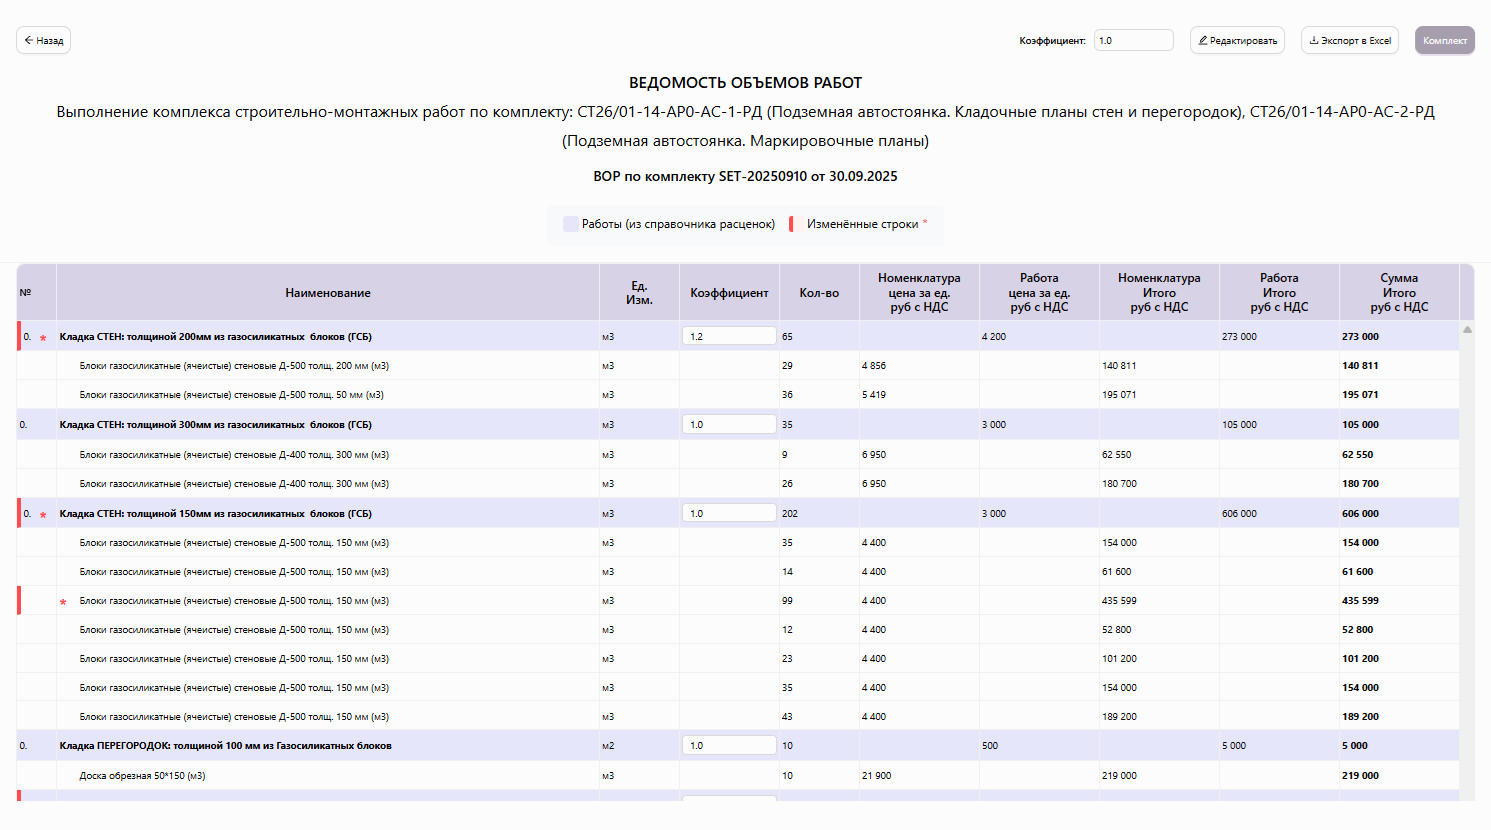 Назад
Коэффициент: 1.0 Редактировать Экспорт в Excel Комплект
ВЕДОМОСТЬ ОБЪЕМОВ РАБОТ
Выполнение комплекса строительно-монтажных работ по комплекту: СТ26/01-14-АР0-АС-1-РД (Подземная автостоянка. Кладочные планы стен и перегородок), СТ26/01-14-АР0-АС-2-РД
(Подземная автостоянка. Маркировочные планы)
ВОР по комплекту SET-20250910 от 30.09.2025
Работы (из справочника расценок) Изменённые строки *
№ Наименование Ед. Изм. Коэффициент Кол-во Номенклатура цена за ед. руб с НДС Работа цена за ед. руб с НДС Номенклатура Итого руб с НДС Работа Итого руб с НДС Сумма Итого руб с НДС
0. * Кладка СТЕН: толщиной 200мм из газосиликатных блоков (ГСБ) м3 1.2 65 4 200 273 000 273 000
Блоки газосиликатные (ячеистые) стеновые Д-500 толщ. 200 мм (м3) м3 29 4 856 140 811 140 811
Блоки газосиликатные (ячеистые) стеновые Д-500 толщ. 50 мм (м3) м3 36 5 419 195 071 195 071
0. Кладка СТЕН: толщиной 300мм из газосиликатных блоков (ГСБ) м3 1.0 35 3 000 105 000 105 000
Блоки газосиликатные (ячеистые) стеновые Д-400 толщ. 300 мм (м3) м3 9 6 950 62 550 62 550
Блоки газосиликатные (ячеистые) стеновые Д-400 толщ. 300 мм (м3) м3 26 6 950 180 700 180 700
0. * Кладка СТЕН: толщиной 150мм из газосиликатных блоков (ГСБ) м3 1.0 202 3 000 606 000 606 000
Блоки газосиликатные (ячеистые) стеновые Д-500 толщ. 150 мм (м3) м3 35 4 400 154 000 154 000
Блоки газосиликатные (ячеистые) стеновые Д-500 толщ. 150 мм (м3) м3 14 4 400 61 600 61 600
* Блоки газосиликатные (ячеистые) стеновые Д-500 толщ. 150 мм (м3) м3 99 4 400 435 599 435 599
Блоки газосиликатные (ячеистые) стеновые Д-500 толщ. 150 мм (м3) м3 12 4 400 52 800 52 800
Блоки газосиликатные (ячеистые) стеновые Д-500 толщ. 150 мм (м3) м3 23 4 400 101 200 101 200
Блоки газосиликатные (ячеистые) стеновые Д-500 толщ. 150 мм (м3) м3 35 4 400 154 000 154 000
Блоки газосиликатные (ячеистые) стеновые Д-500 толщ. 150 мм (м3) м3 43 4 400 189 200 189 200
0. Кладка ПЕРЕГОРОДОК: толщиной 100 мм из Газосиликатных блоков м2 1.0 10 500 5 000 5 000
Доска обрезная 50*150 (м3) м3 10 21 900 219 000 219 000